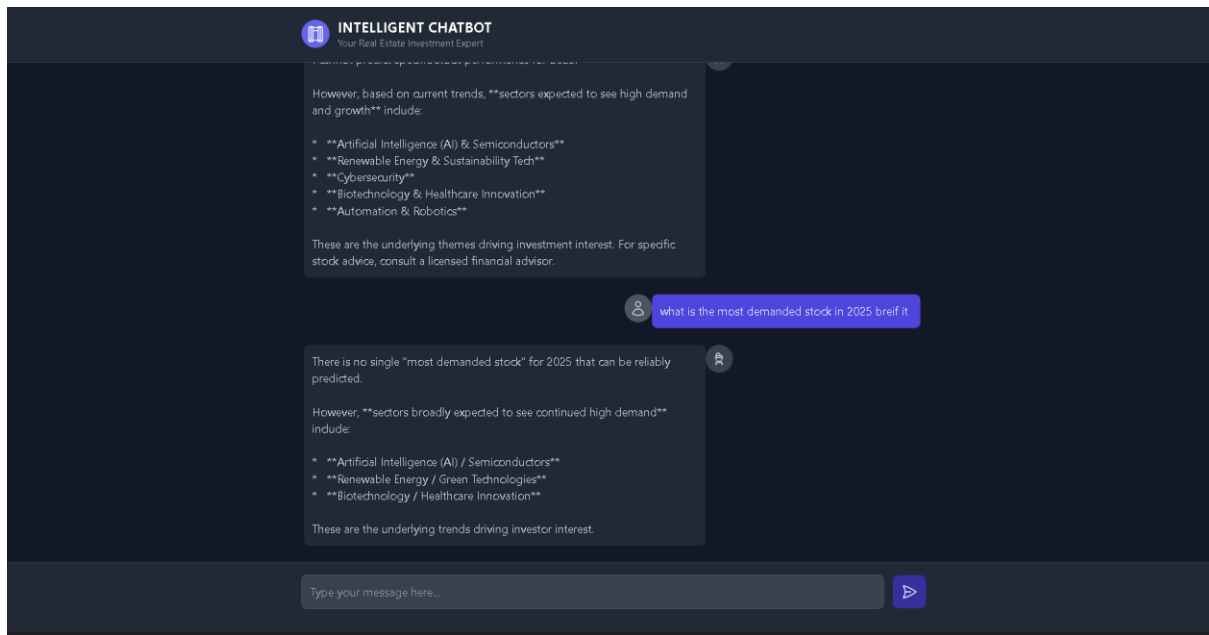 INTELLIGENT CHATBOT
Your Real Estate Investment Expert
However, based on current trends, **sectors expected to see high demand
and growth** include:
* **Artificial Intelligence (AI) & Semiconductors**
* **Renewable Energy & Sustainability Tech**
* **Cybersecurity**
* **Biotechnology & Healthcare Innovation**
* **Automation & Robotics**
These are the underlying themes driving investment interest. For specific
stock advice, consult a licensed financial advisor.
what is the most demanded stock in 2025 breif it
There is no single "most demanded stock" for 2025 that can be reliably
predicted.
However, **sectors broadly expected to see continued high demand**
include:
* **Artificial Intelligence (AI) / Semiconductors**
* **Renewable Energy / Green Technologies**
* **Biotechnology / Healthcare Innovation**
These are the underlying trends driving investor interest.
Type your message here...